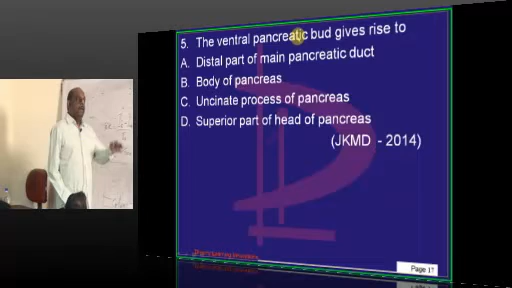 5. The ventral pancreatic bud gives rise to
A. Distal part of main pancreatic duct
B. Body of pancreas
C. Uncinate process of pancreas
D. Superior part of head of pancreas
(JKMD - 2014)
Page 17